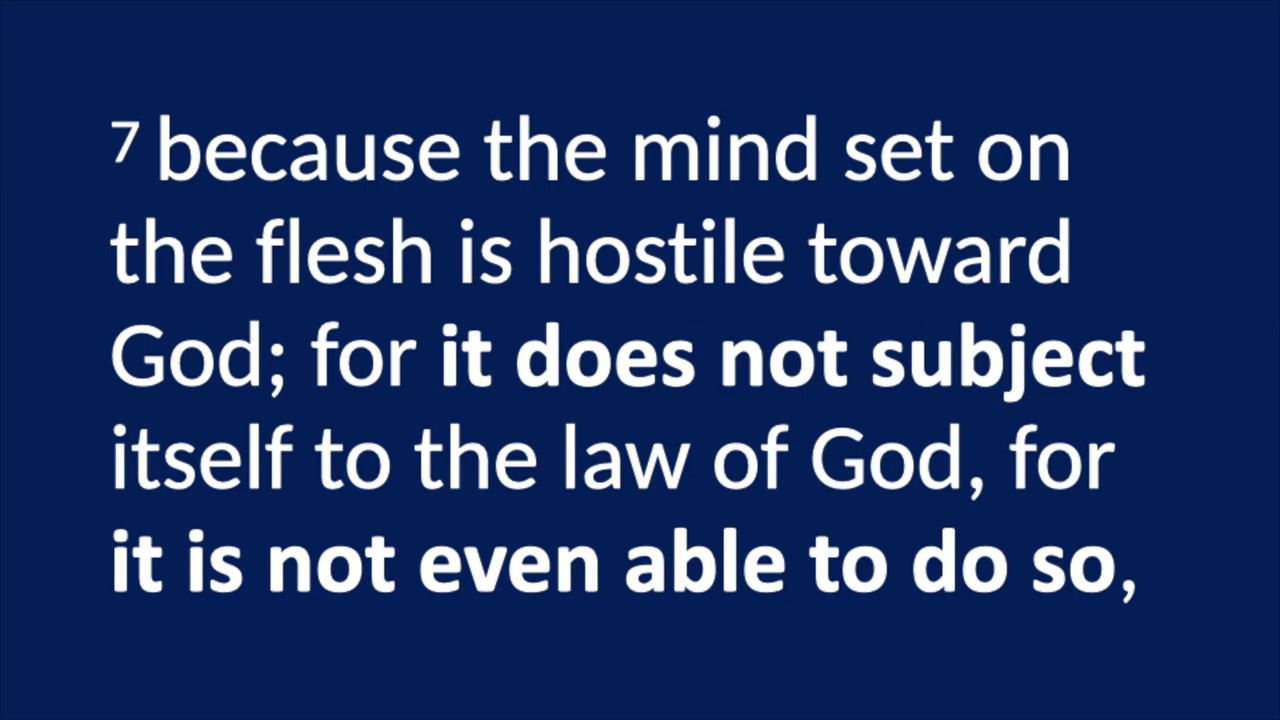 7 because the mind set on
the flesh is hostile toward
God; for it does not subject
itself to the law of God, for
it is not even able to do so,